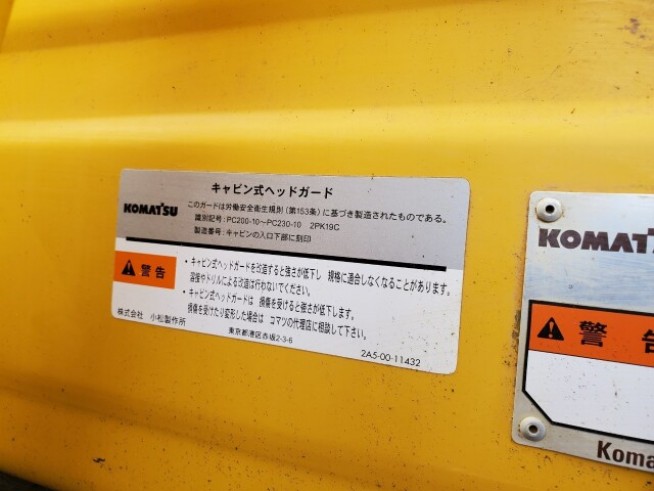 キャビン式ヘッドガード
KOMATSU
このガードは労働安全衛生規則（第153条）に基づき製造されたものである。
識別記号：PC200-10～PC230-10 2PK19C
製造番号：キャビンの入口下部に刻印
警告
・キャビン式ヘッドガードを改造すると強さが低下し 規格に適合しなくなることがあります。
溶接やドリルによる改造は行わないでください。
・キャビン式ヘッドガードは 損傷を受けると強さが低下します。
損傷を受けたり変形した場合は コマツの代理店に相談して下さい。
株式会社 小松製作所
東京都港区赤坂2-3-6
2A5-00-11432
KOMAT
警告
Koma